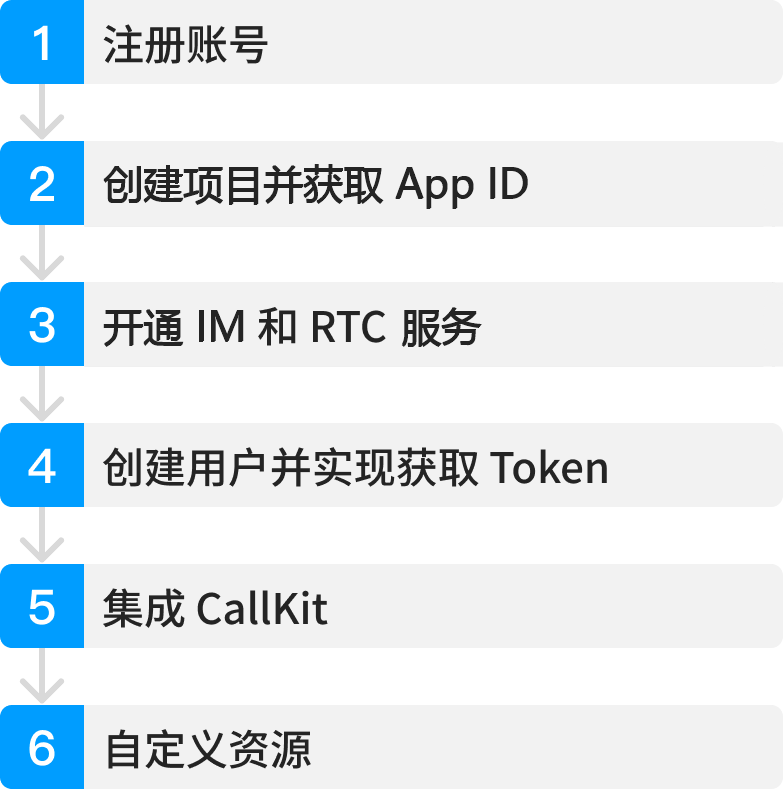 1 注册账号
2 创建项目并获取 App ID
3 开通 IM 和 RTC 服务
4 创建用户并实现获取 Token
5 集成 CallKit
6 自定义资源